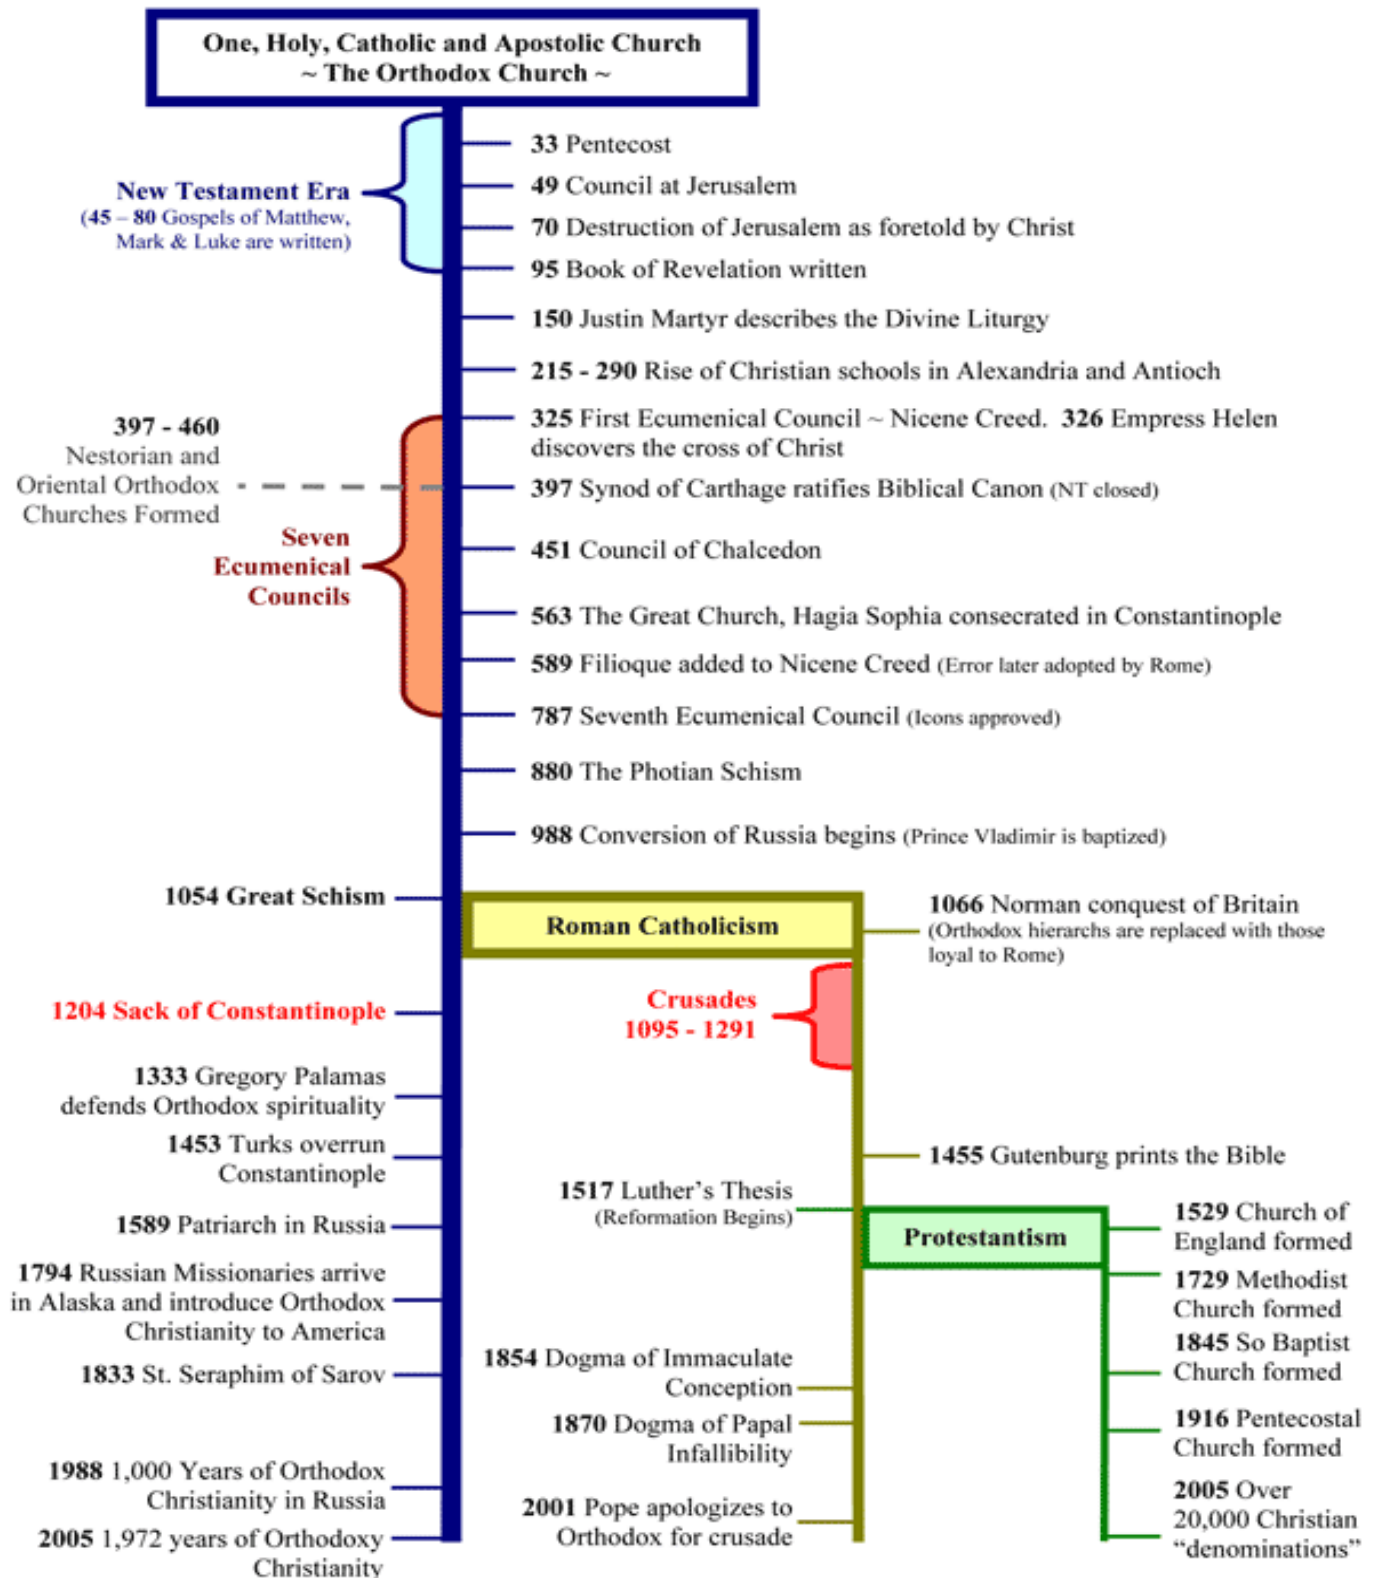 One, Holy, Catholic and Apostolic Church
~ The Orthodox Church ~
33 Pentecost
New Testament Era
(45 – 80 Gospels of Matthew,
Mark & Luke are written)
49 Council at Jerusalem
70 Destruction of Jerusalem as foretold by Christ
95 Book of Revelation written
150 Justin Martyr describes the Divine Liturgy
215 - 290 Rise of Christian schools in Alexandria and Antioch
325 First Ecumenical Council ~ Nicene Creed.  326 Empress Helen
discovers the cross of Christ
397 - 460
Nestorian and
Oriental Orthodox
Churches Formed
397 Synod of Carthage ratifies Biblical Canon (NT closed)
Seven
Ecumenical
Councils
451 Council of Chalcedon
563 The Great Church, Hagia Sophia consecrated in Constantinople
589 Filioque added to Nicene Creed (Error later adopted by Rome)
787 Seventh Ecumenical Council (Icons approved)
880 The Photian Schism
988 Conversion of Russia begins (Prince Vladimir is baptized)
1054 Great Schism
Roman Catholicism
1066 Norman conquest of Britain
(Orthodox hierarchs are replaced with those
loyal to Rome)
1204 Sack of Constantinople
Crusades
1095 - 1291
1333 Gregory Palamas
defends Orthodox spirituality
1453 Turks overrun
Constantinople
1455 Gutenburg prints the Bible
1517 Luther's Thesis
(Reformation Begins)
Protestantism
1529 Church of
England formed
1589 Patriarch in Russia
1729 Methodist
Church formed
1794 Russian Missionaries arrive
in Alaska and introduce Orthodox
Christianity to America
1845 So Baptist
Church formed
1833 St. Seraphim of Sarov
1854 Dogma of Immaculate
Conception
1870 Dogma of Papal
Infallibility
1916 Pentecostal
Church formed
1988 1,000 Years of Orthodox
Christianity in Russia
2001 Pope apologizes to
Orthodox for crusade
2005 Over
20,000 Christian
“denominations”
2005 1,972 years of Orthodoxy
Christianity